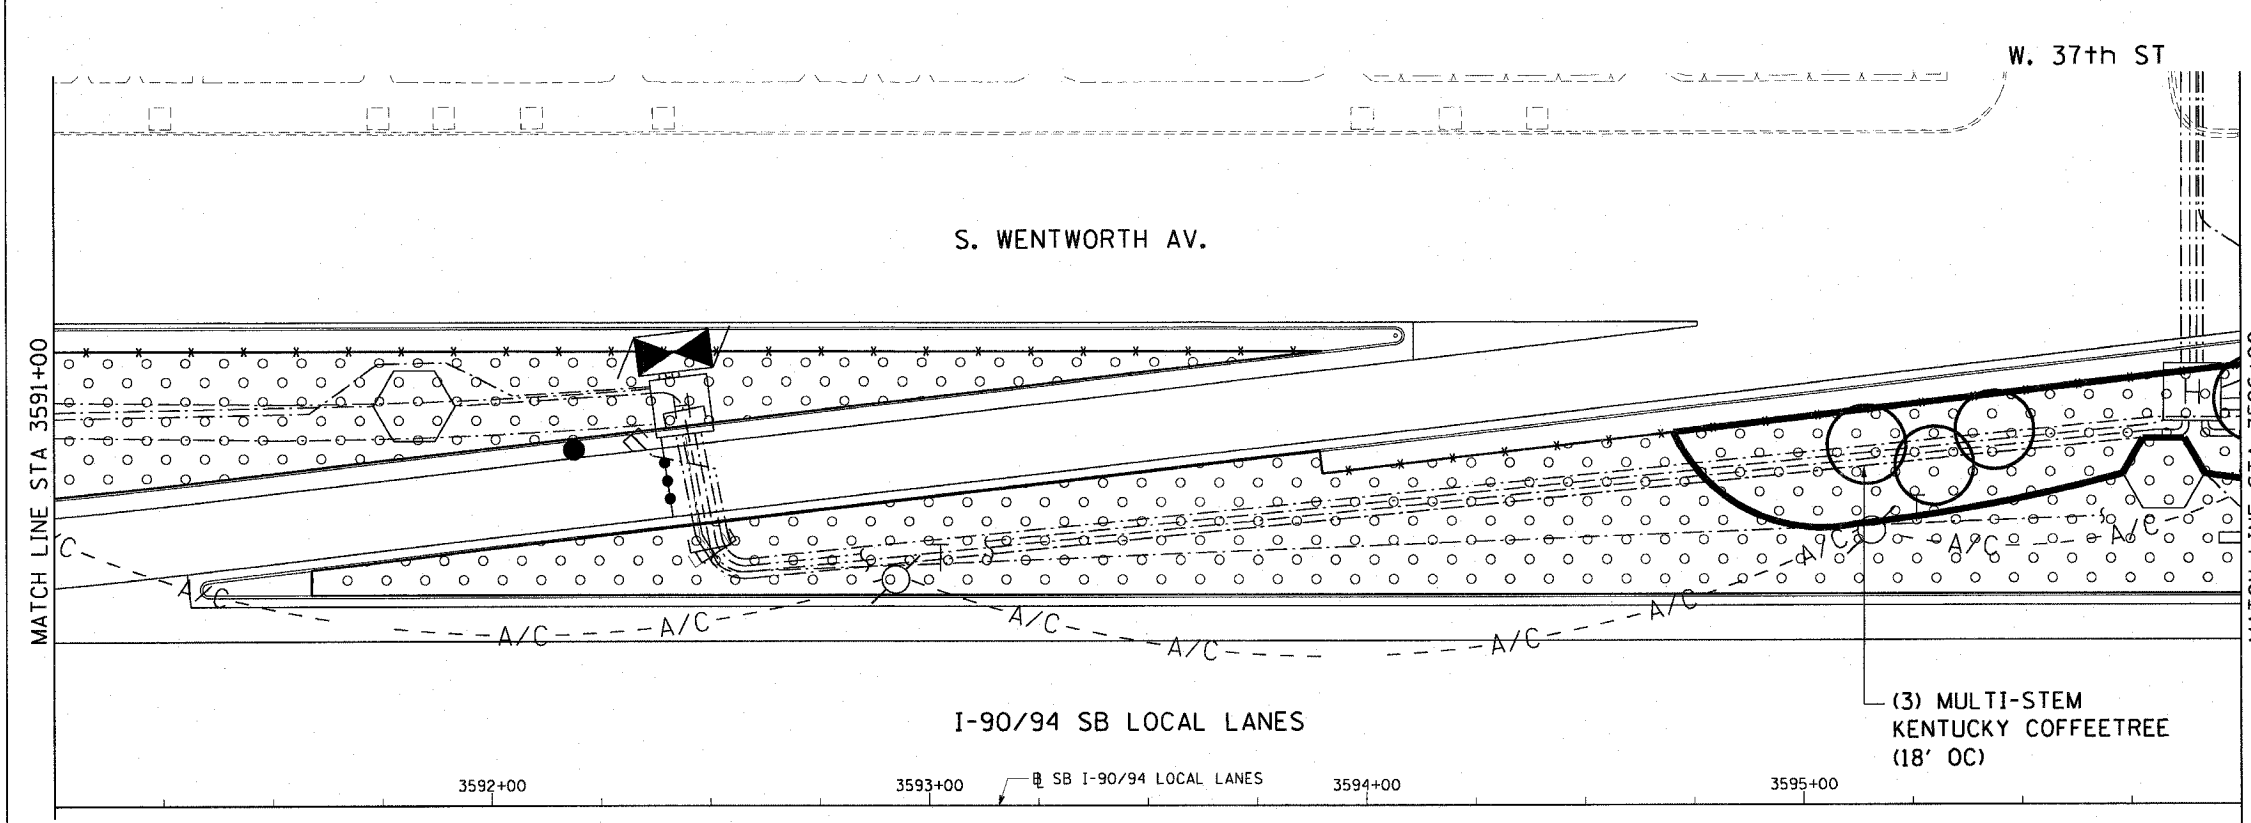 W. 37th ST
S. WENTWORTH AV.
MATCH LINE STA 3591+00
C
A/C
A/C
A/C
A/C
A/C
A/C
A/C
A/C
A/C
A/C
H
(3) MULTI-STEM
KENTUCKY COFFEETREE
(18' OC)
I-90/94 SB LOCAL LANES
℄ SB I-90/94 LOCAL LANES
3592+00
3593+00
3594+00
3595+00